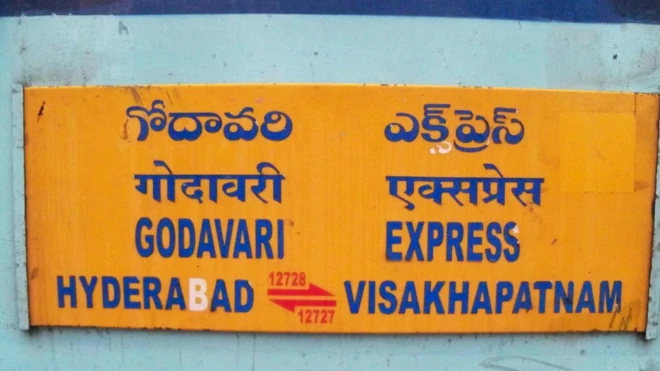 గోదావరి ఎక్స్‌ప్రెస్
गोदावरी एक्सप्रेस
GODAVARI EXPRESS
HYDERABAD 12728 12727 VISAKHAPATNAM